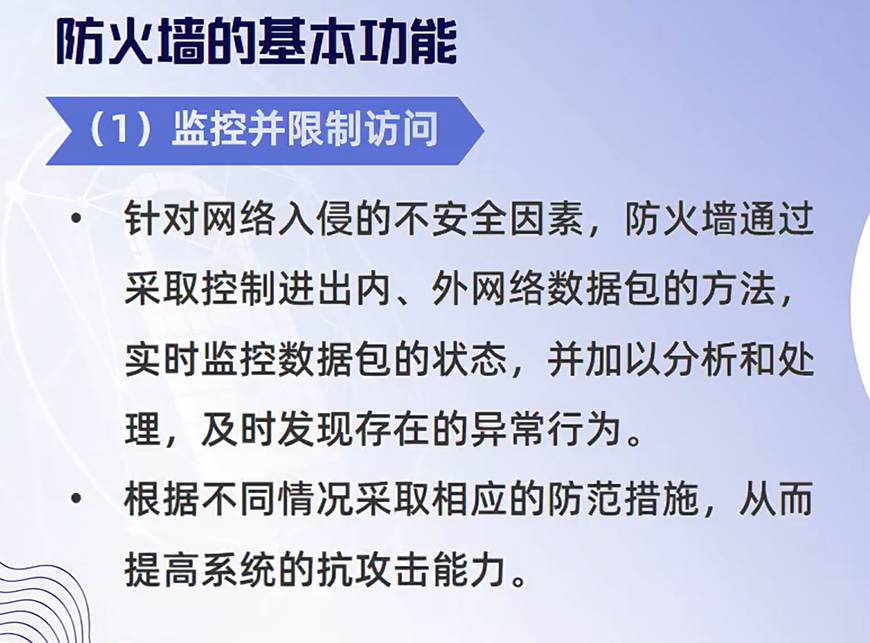 防火墙的基本功能
（1）监控并限制访问
• 针对网络入侵的不安全因素，防火墙通过
采取控制进出内、外网络数据包的方法，
实时监控数据包的状态，并加以分析和处
理，及时发现存在的异常行为。
• 根据不同情况采取相应的防范措施，从而
提高系统的抗攻击能力。